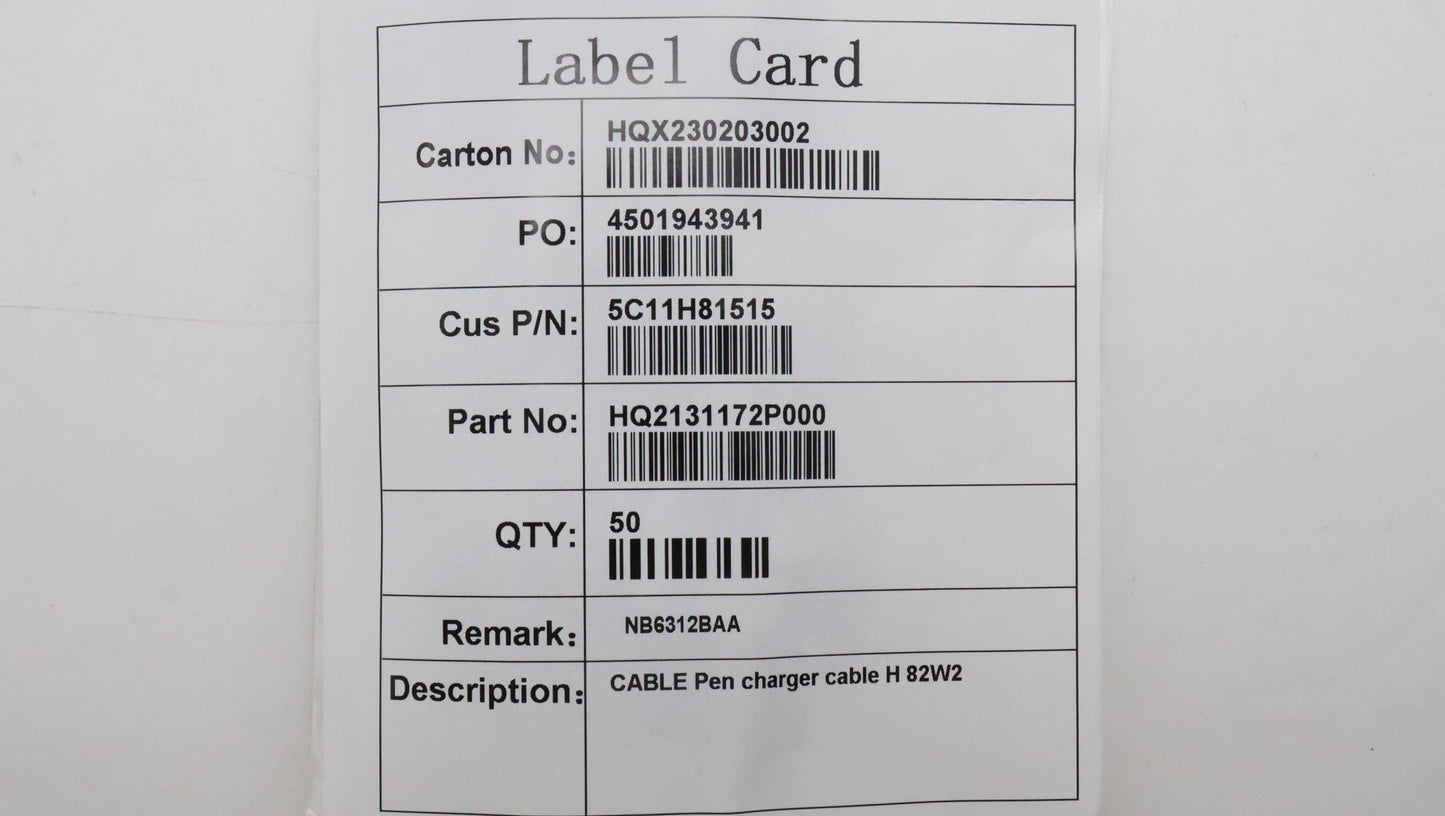 Label Card
Carton No: HQX230203002
PO: 4501943941
Cus P/N: 5C11H81515
Part No: HQ2131172P000
QTY: 50
Remark: NB6312BAA
Description: CABLE Pen charger cable H 82W2